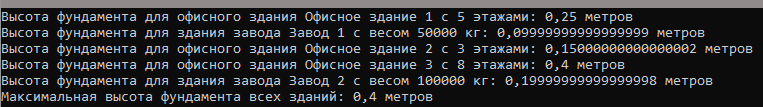 Высота фундамента для офисного здания Офисное здание 1 с 5 этажами: 0,25 метров
Высота фундамента для здания завода Завод 1 с весом 50000 кг: 0,09999999999999999 метров
Высота фундамента для офисного здания Офисное здание 2 с 3 этажами: 0,15000000000000002 метров
Высота фундамента для офисного здания Офисное здание 3 с 8 этажами: 0,4 метров
Высота фундамента для здания завода Завод 2 с весом 100000 кг: 0,19999999999999998 метров
Максимальная высота фундамента всех зданий: 0,4 метров